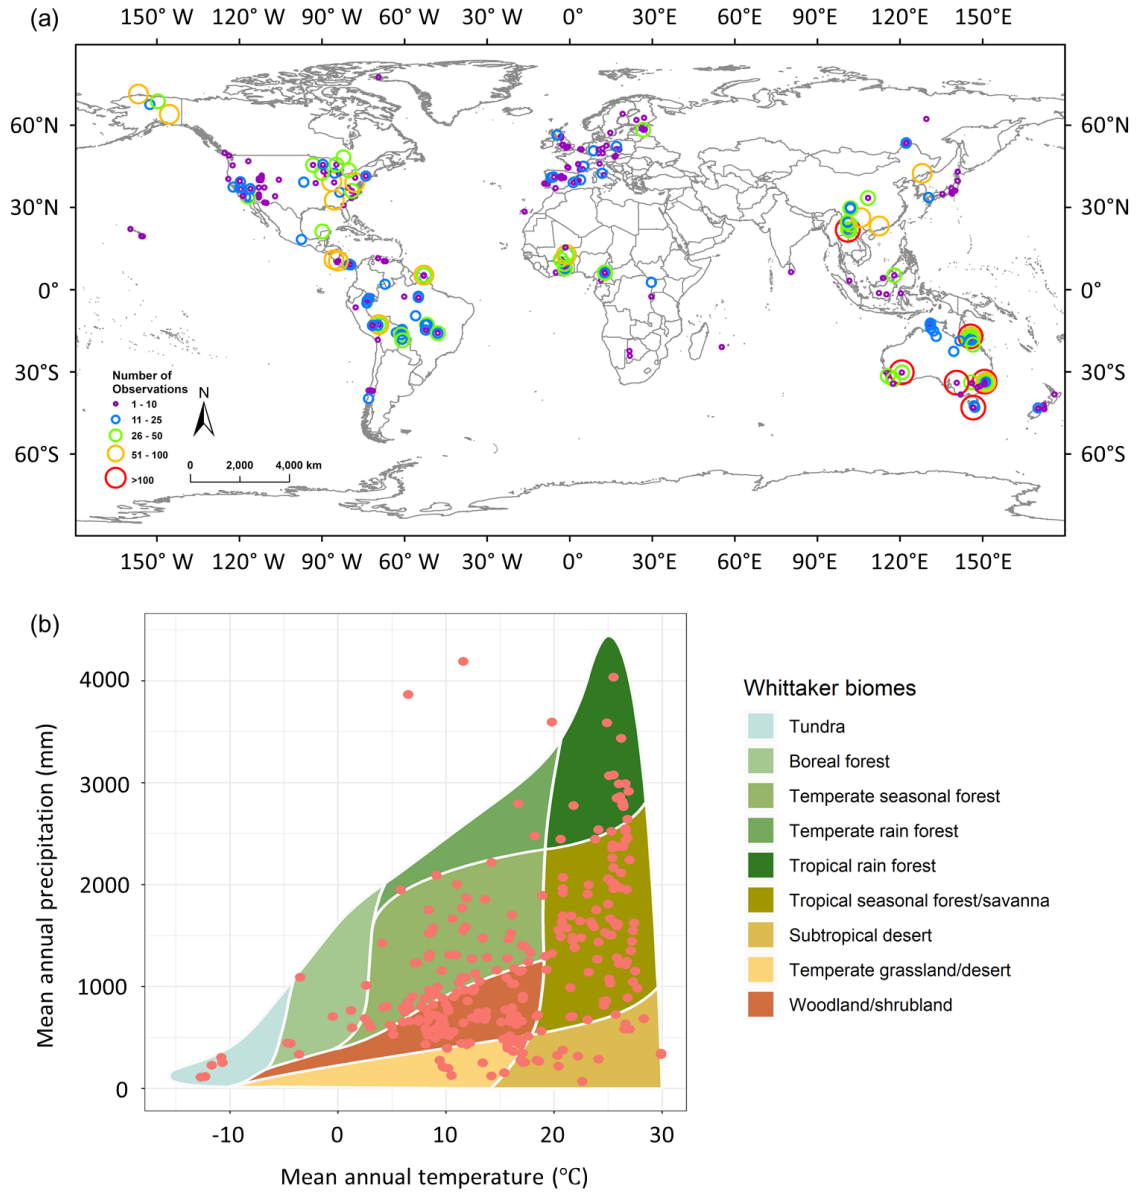 (a)
150° W 120° W 90° W 60° W 30° W 0° 30° E 60°E 90°E 120°E 150°E
60°N 60°N
30°N 30°N
0° 0°
30°S 30°S
60°S 60°S
Number of
Observations
1 - 10
11 - 25
26 - 50
51 - 100
>100
N
0 2,000 4,000 km
150° W 120° W 90° W 60° W 30° W 0° 30° E 60°E 90°E 120°E 150°E
(b)
Mean annual precipitation (mm)
4000
3000
2000
1000
0
-10 0 10 20 30
Mean annual temperature (°C)
Whittaker biomes
Tundra
Boreal forest
Temperate seasonal forest
Temperate rain forest
Tropical rain forest
Tropical seasonal forest/savanna
Subtropical desert
Temperate grassland/desert
Woodland/shrubland